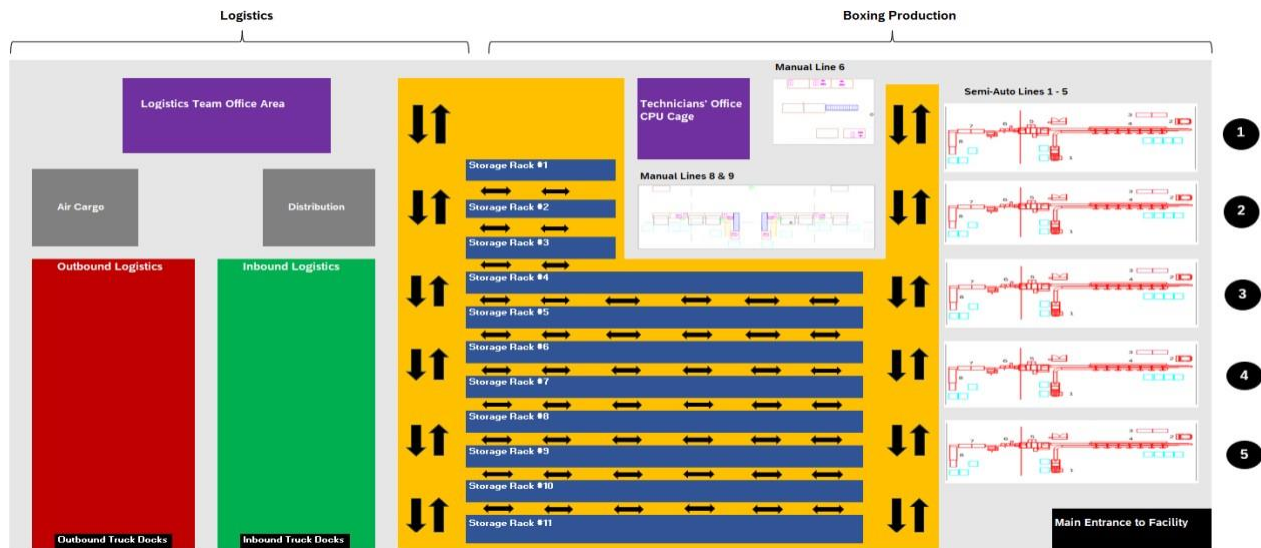 Logistics
Boxing Production
Logistics Team Office Area
Technicians' Office
CPU Cage
Manual Line 6
Semi-Auto Lines 1 - 5
Manual Lines 8 & 9
Air Cargo
Distribution
Outbound Logistics
Inbound Logistics
Storage Rack #1
Storage Rack #2
Storage Rack #3
Storage Rack #4
Storage Rack #5
Storage Rack #6
Storage Rack #7
Storage Rack #8
Storage Rack #9
Storage Rack #10
Storage Rack #11
1
2
3
4
5
Outbound Truck Docks
Inbound Truck Docks
Main Entrance to Facility